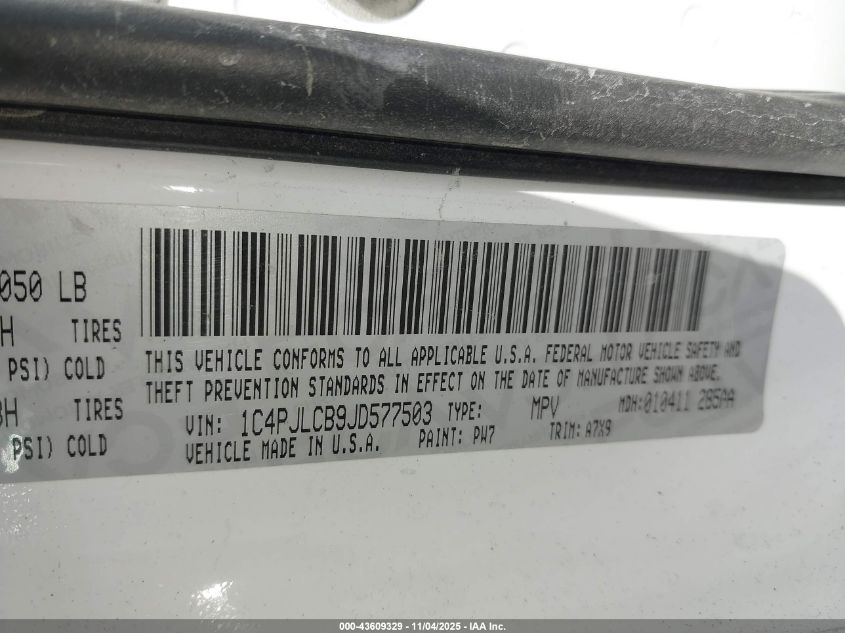 050 LB
H TIRES
PSI) COLD
3H TIRES
PSI) COLD
THIS VEHICLE CONFORMS TO ALL APPLICABLE U.S.A. FEDERAL MOTOR VEHICLE SAFETY AND
THEFT PREVENTION STANDARDS IN EFFECT ON THE DATE OF MANUFACTURE SHOWN ABOVE.
VIN: 1C4PJLCB9JD577503 TYPE: MPV MDH:010411 285AA
VEHICLE MADE IN U.S.A. PAINT: PW7 TRIM: A7X9
000-43609329 - 11/04/2025 - IAA Inc.